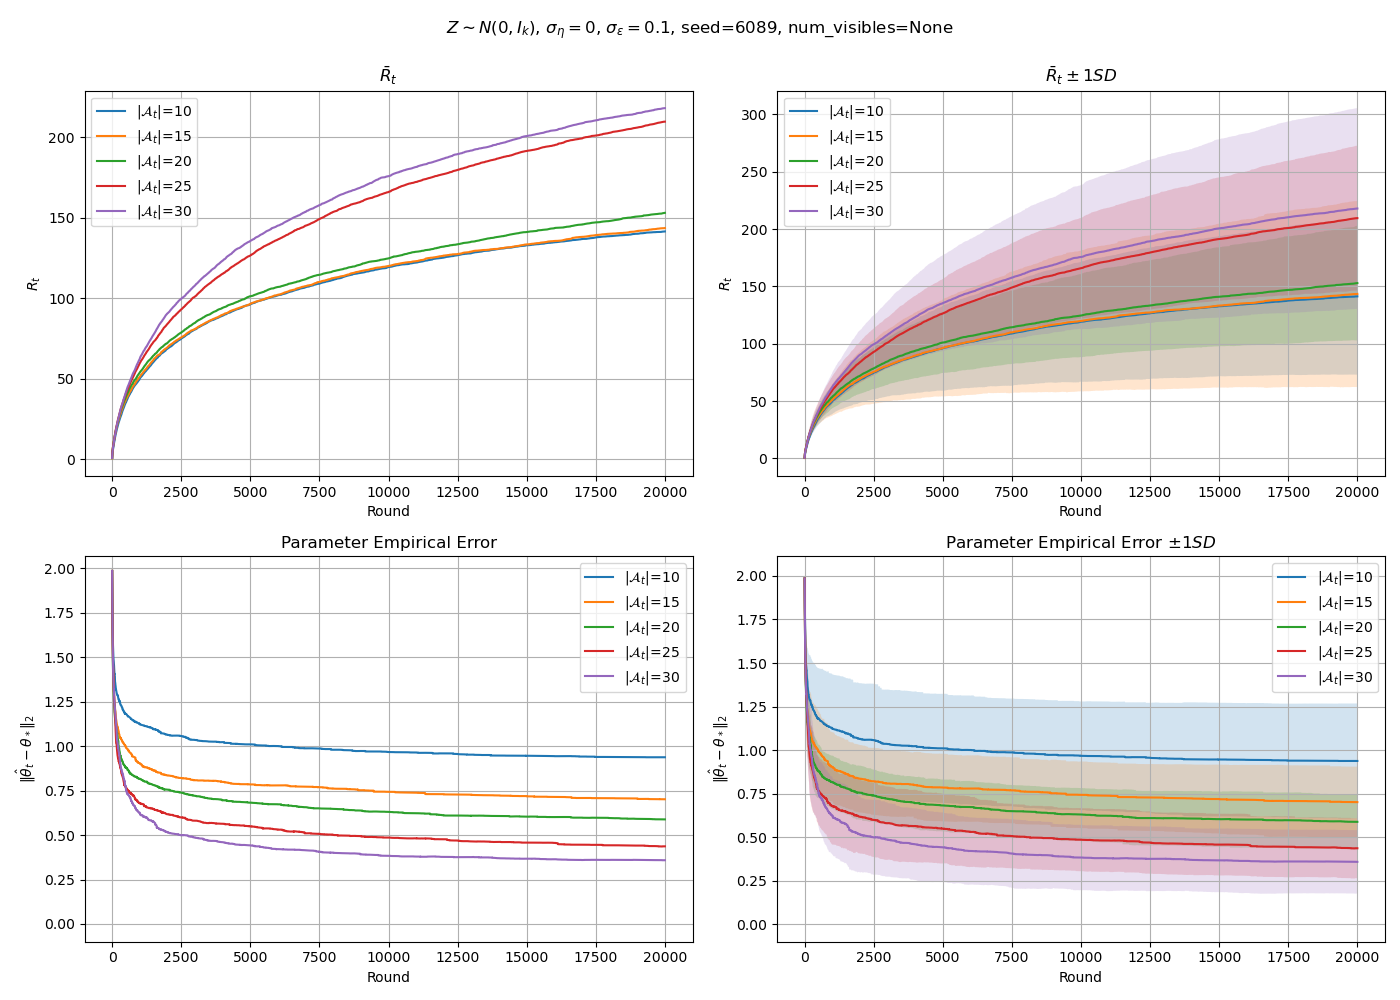 Z ∼ N(0, I_k), σ_η = 0, σ_ε = 0.1, seed=6089, num_visibles=None
R̄_t
R_t
200
150
100
50
0
|𝒜_t|=10
|𝒜_t|=15
|𝒜_t|=20
|𝒜_t|=25
|𝒜_t|=30
0 2500 5000 7500 10000 12500 15000 17500 20000
Round
R̄_t ± 1SD
R_t
300
250
200
150
100
50
0
|𝒜_t|=10
|𝒜_t|=15
|𝒜_t|=20
|𝒜_t|=25
|𝒜_t|=30
0 2500 5000 7500 10000 12500 15000 17500 20000
Round
Parameter Empirical Error
‖θ̂_t − θ_*‖_2
2.00
1.75
1.50
1.25
1.00
0.75
0.50
0.25
0.00
|𝒜_t|=10
|𝒜_t|=15
|𝒜_t|=20
|𝒜_t|=25
|𝒜_t|=30
0 2500 5000 7500 10000 12500 15000 17500 20000
Round
Parameter Empirical Error ±1SD
‖θ̂_t − θ_*‖_2
2.00
1.75
1.50
1.25
1.00
0.75
0.50
0.25
0.00
|𝒜_t|=10
|𝒜_t|=15
|𝒜_t|=20
|𝒜_t|=25
|𝒜_t|=30
0 2500 5000 7500 10000 12500 15000 17500 20000
Round